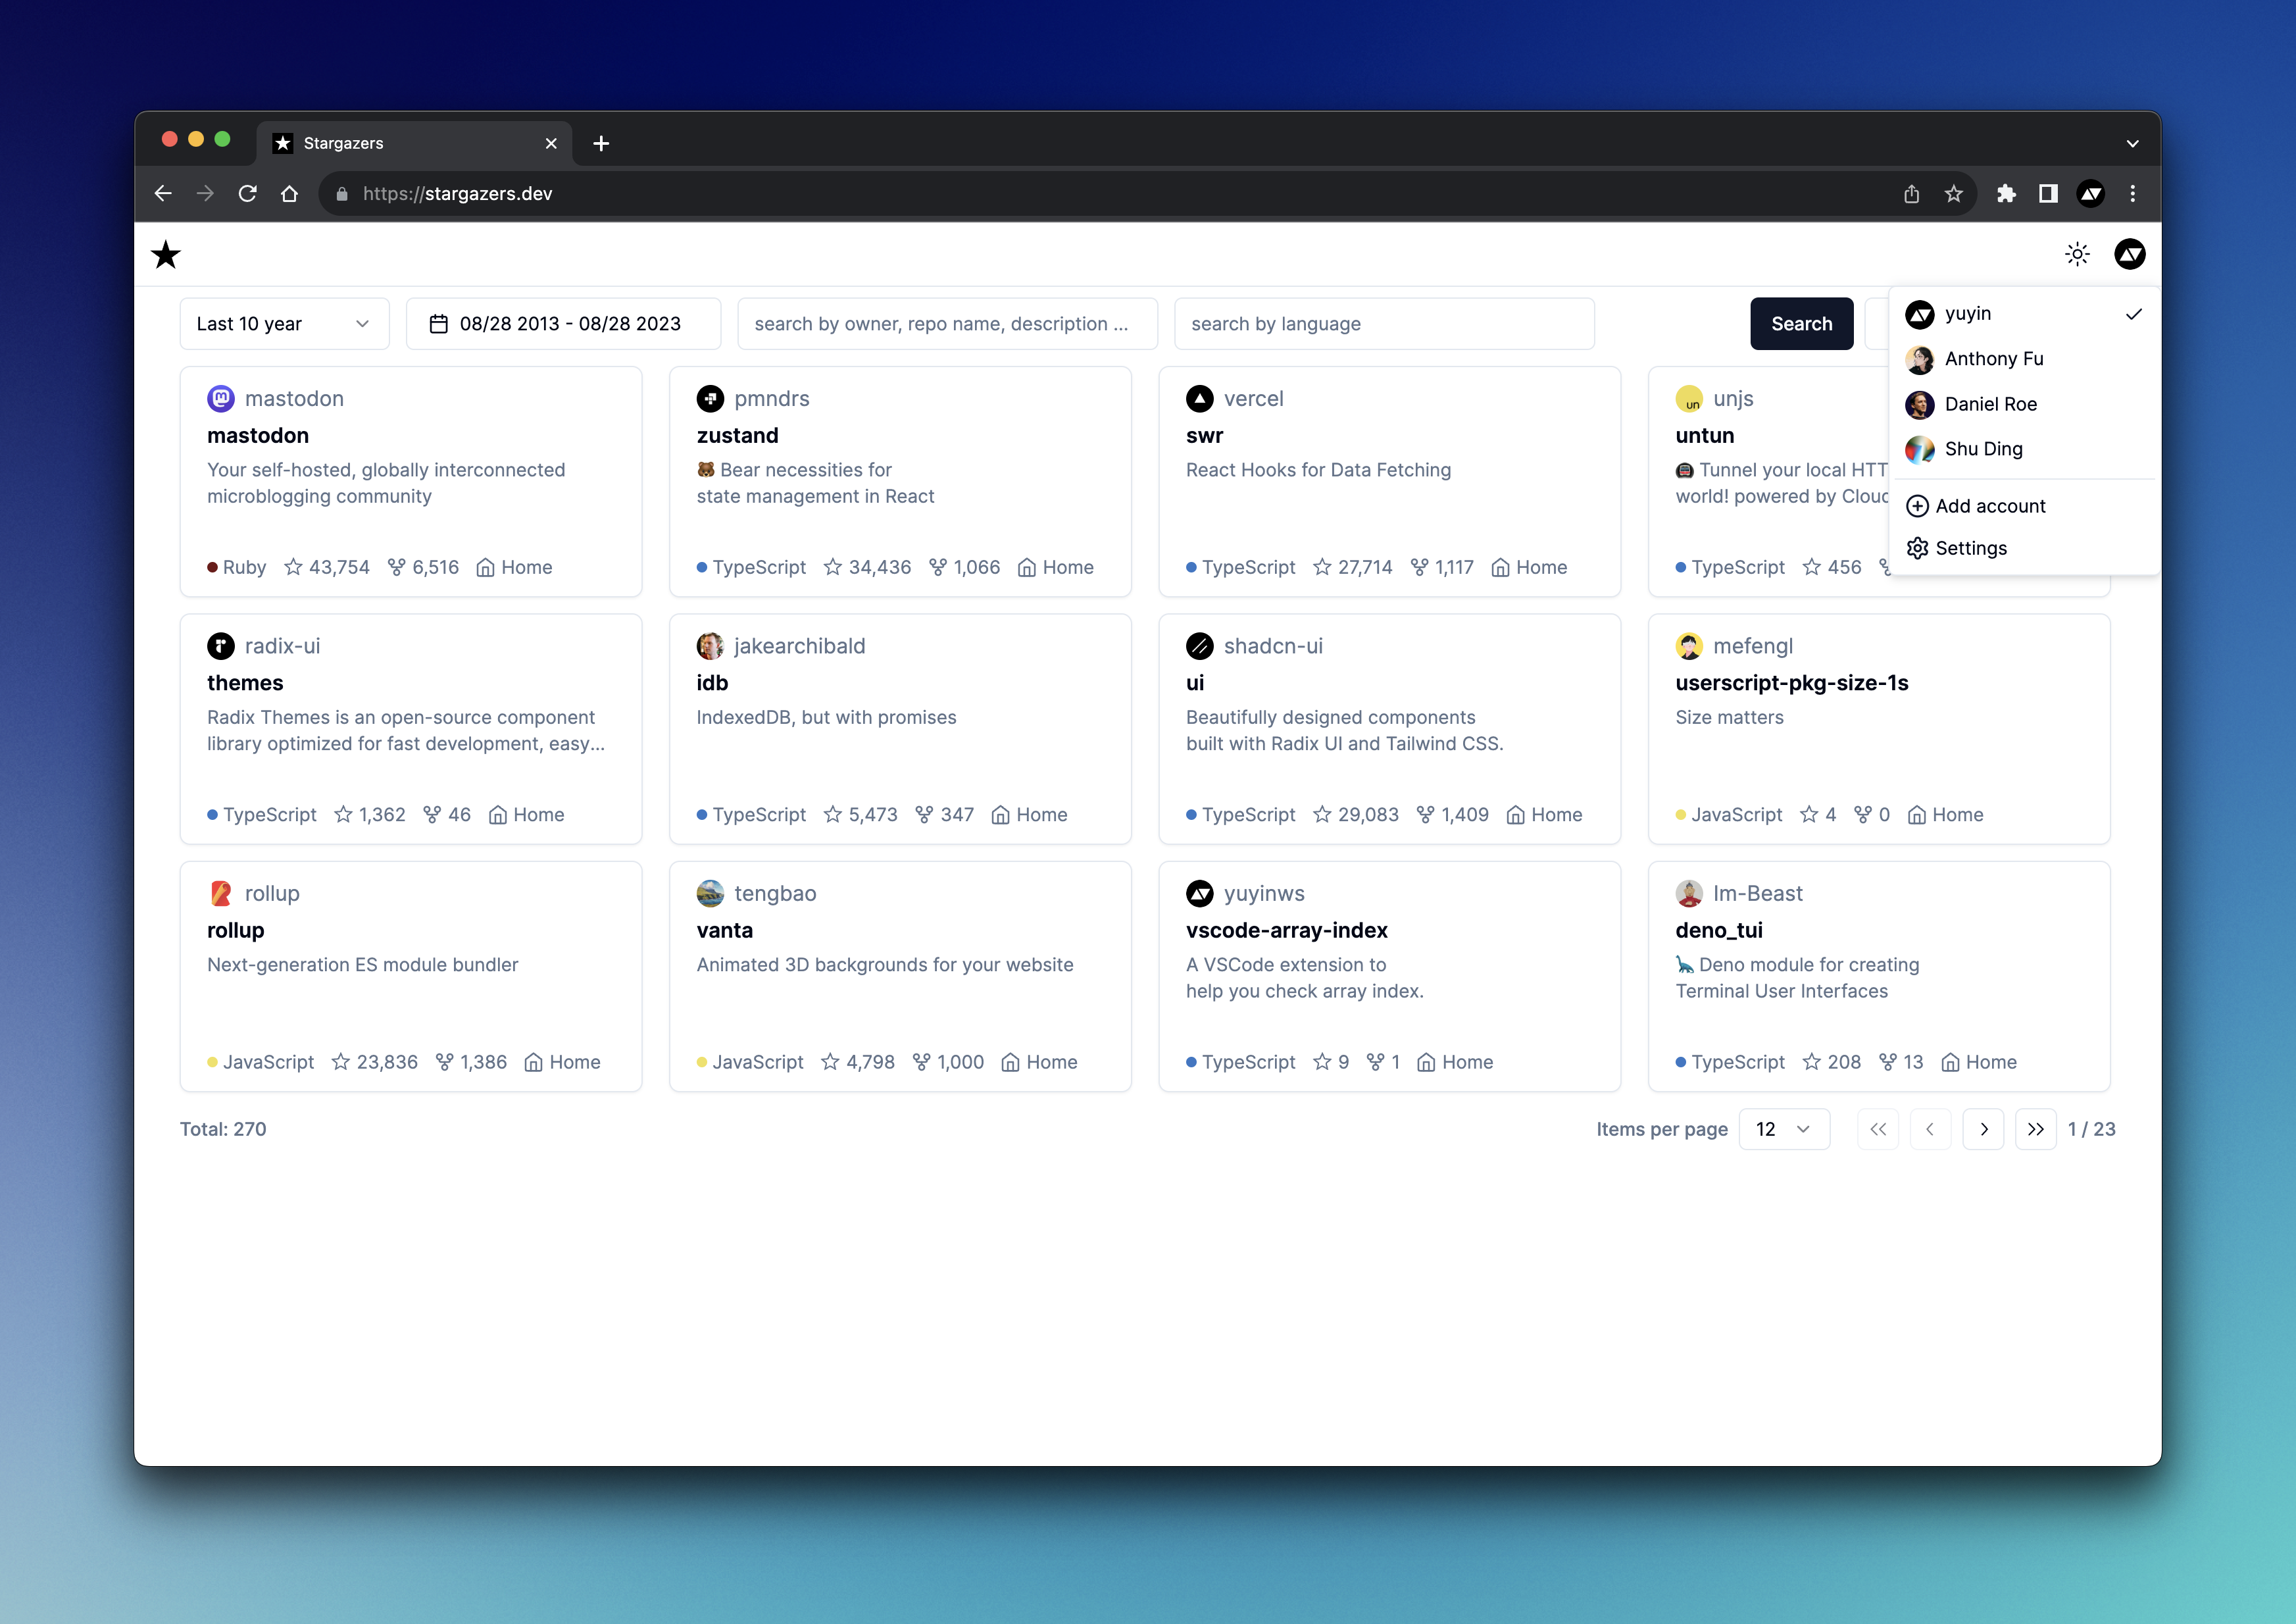 Stargazers
https://stargazers.dev
Last 10 year
08/28 2013 - 08/28 2023
search by owner, repo name, description ...
search by language
Search
yuyin
Anthony Fu
Daniel Roe
Shu Ding
Add account
Settings
mastodon
mastodon
Your self-hosted, globally interconnected
microblogging community
Ruby 43,754 6,516 Home
pmndrs
zustand
🐻 Bear necessities for
state management in React
TypeScript 34,436 1,066 Home
vercel
swr
React Hooks for Data Fetching
TypeScript 27,714 1,117 Home
un
unjs
untun
🚇 Tunnel your local HTT
world! powered by Cloud
TypeScript 456
radix-ui
themes
Radix Themes is an open-source component
library optimized for fast development, easy...
TypeScript 1,362 46 Home
jakearchibald
idb
IndexedDB, but with promises
TypeScript 5,473 347 Home
shadcn-ui
ui
Beautifully designed components
built with Radix UI and Tailwind CSS.
TypeScript 29,083 1,409 Home
mefengl
userscript-pkg-size-1s
Size matters
JavaScript 4 0 Home
rollup
rollup
Next-generation ES module bundler
JavaScript 23,836 1,386 Home
tengbao
vanta
Animated 3D backgrounds for your website
JavaScript 4,798 1,000 Home
yuyinws
vscode-array-index
A VSCode extension to
help you check array index.
TypeScript 9 1 Home
Im-Beast
deno_tui
🦕 Deno module for creating
Terminal User Interfaces
TypeScript 208 13 Home
Total: 270
Items per page 12 1 / 23